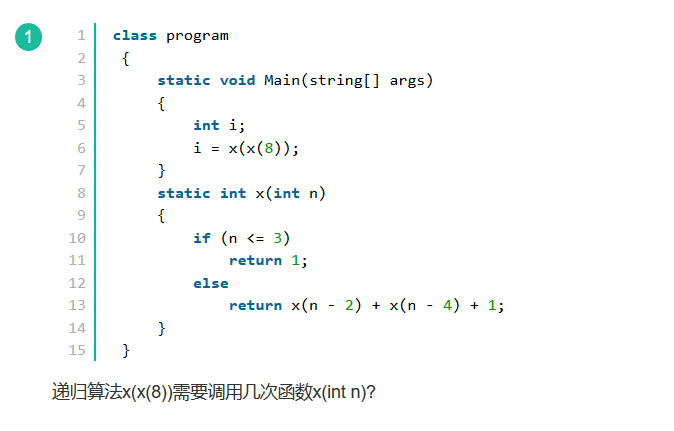 1
1 class program
2 {
3 static void Main(string[] args)
4 {
5 int i;
6 i = x(x(8));
7 }
8 static int x(int n)
9 {
10 if (n <= 3)
11 return 1;
12 else
13 return x(n - 2) + x(n - 4) + 1;
14 }
15 }
递归算法x(x(8))需要调用几次函数x(int n)?